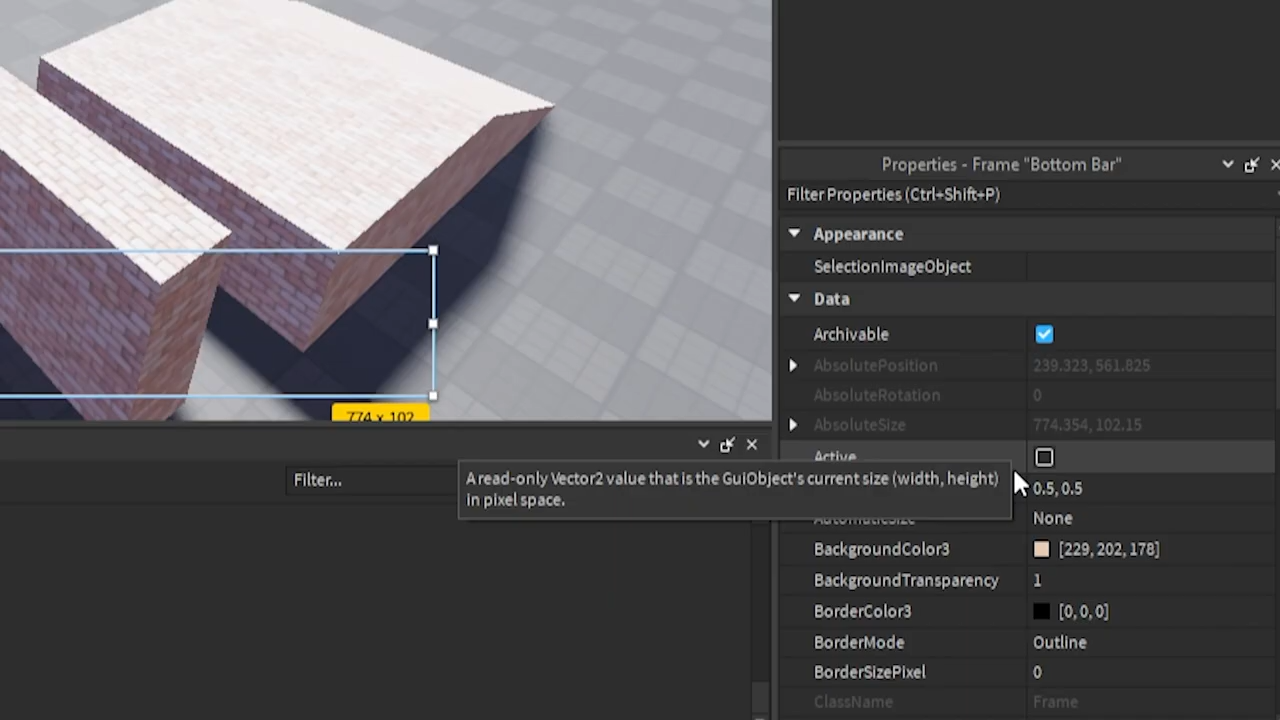 Properties - Frame "Bottom Bar"
Filter Properties (Ctrl+Shift+P)
Appearance
SelectionImageObject
Data
Archivable
AbsolutePosition 239.323, 561.825
AbsoluteRotation 0
AbsoluteSize 774.354, 102.15
774 x 102
Active
Filter...
A read-only Vector2 value that is the GuiObject's current size (width, height)
in pixel space.
0.5, 0.5
AutomaticSize None
BackgroundColor3 [229, 202, 178]
BackgroundTransparency 1
BorderColor3 [0, 0, 0]
BorderMode Outline
BorderSizePixel 0
ClassName Frame